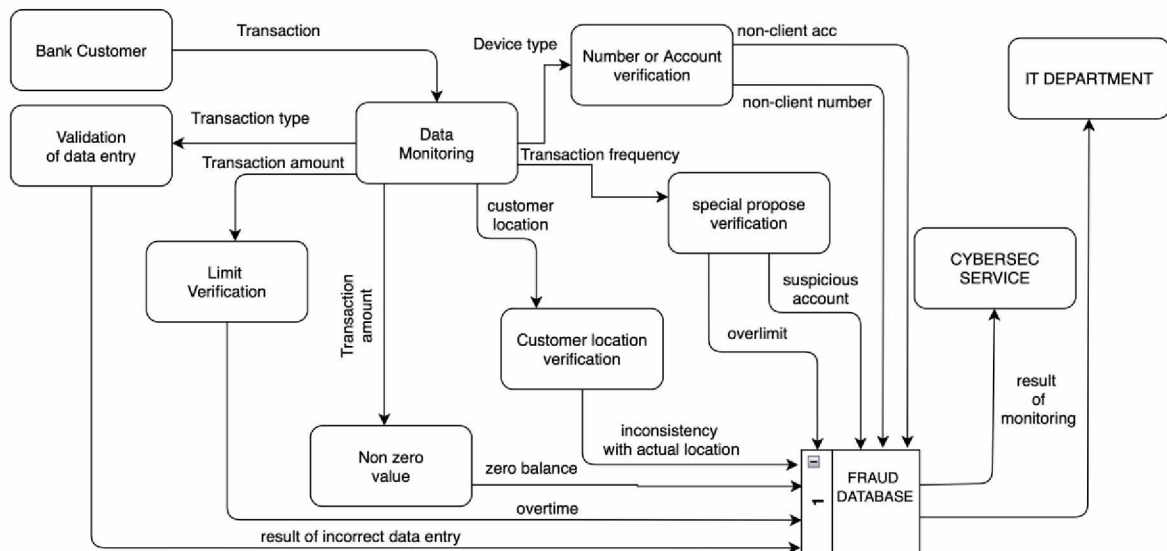 Bank Customer
Transaction
Device type
Number or Account
verification
non-client acc
non-client number
IT DEPARTMENT
Validation
of data entry
Transaction type
Transaction amount
Data
Monitoring
Transaction frequency
customer
location
special propose
verification
Limit
Verification
Transaction
amount
Customer location
verification
overlimit
suspicious
account
CYBERSEC
SERVICE
result
of
monitoring
Non zero
value
zero balance
inconsistency
with actual location
1
FRAUD
DATABASE
overtime
result of incorrect data entry